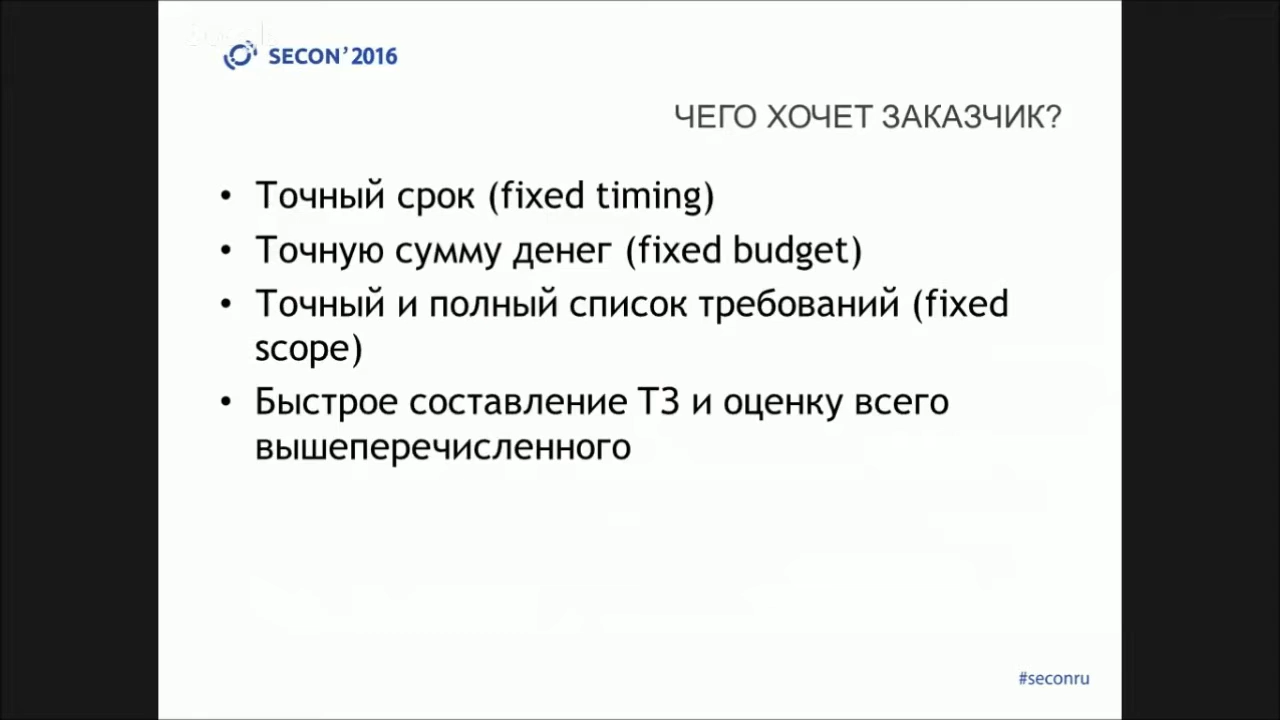 SECON’2016
ЧЕГО ХОЧЕТ ЗАКАЗЧИК?
• Точный срок (fixed timing)
• Точную сумму денег (fixed budget)
• Точный и полный список требований (fixed
scope)
• Быстрое составление ТЗ и оценку всего
вышеперечисленного
#seconru